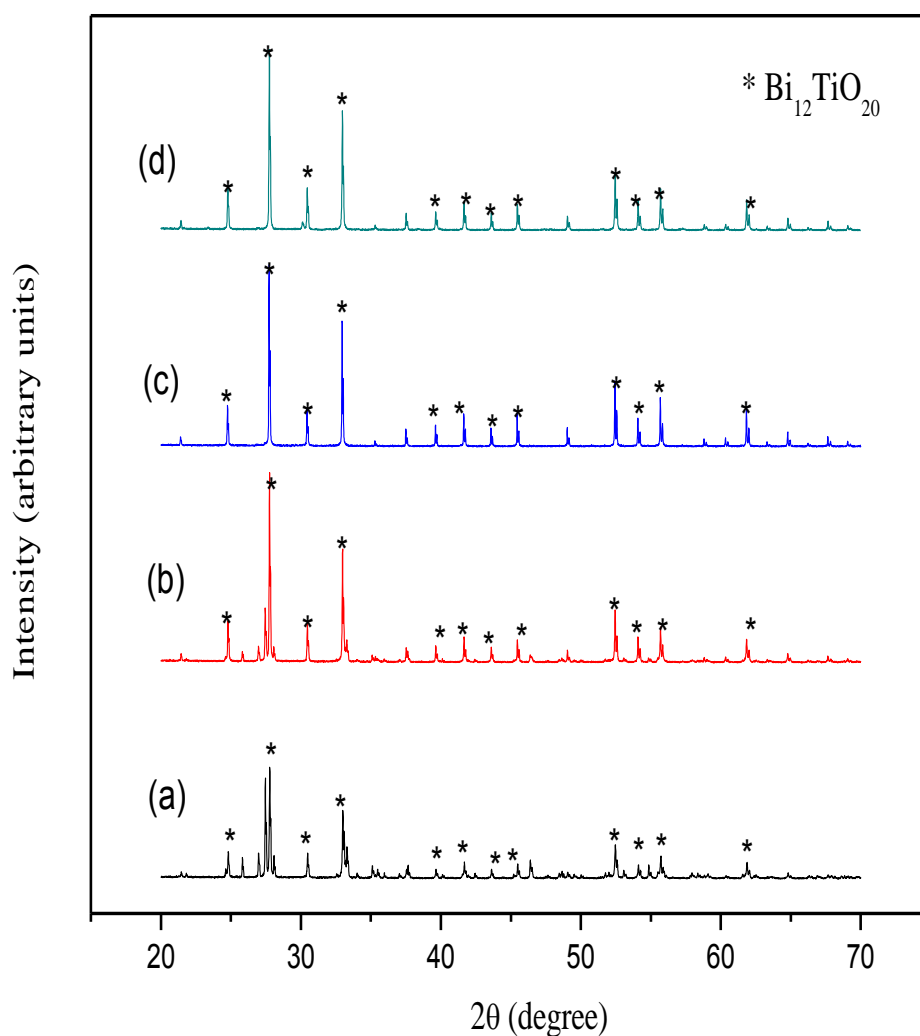 * Bi₁₂TiO₂₀
(d)
(c)
(b)
(a)
Intensity (arbitrary units)
20 30 40 50 60 70
2θ (degree)